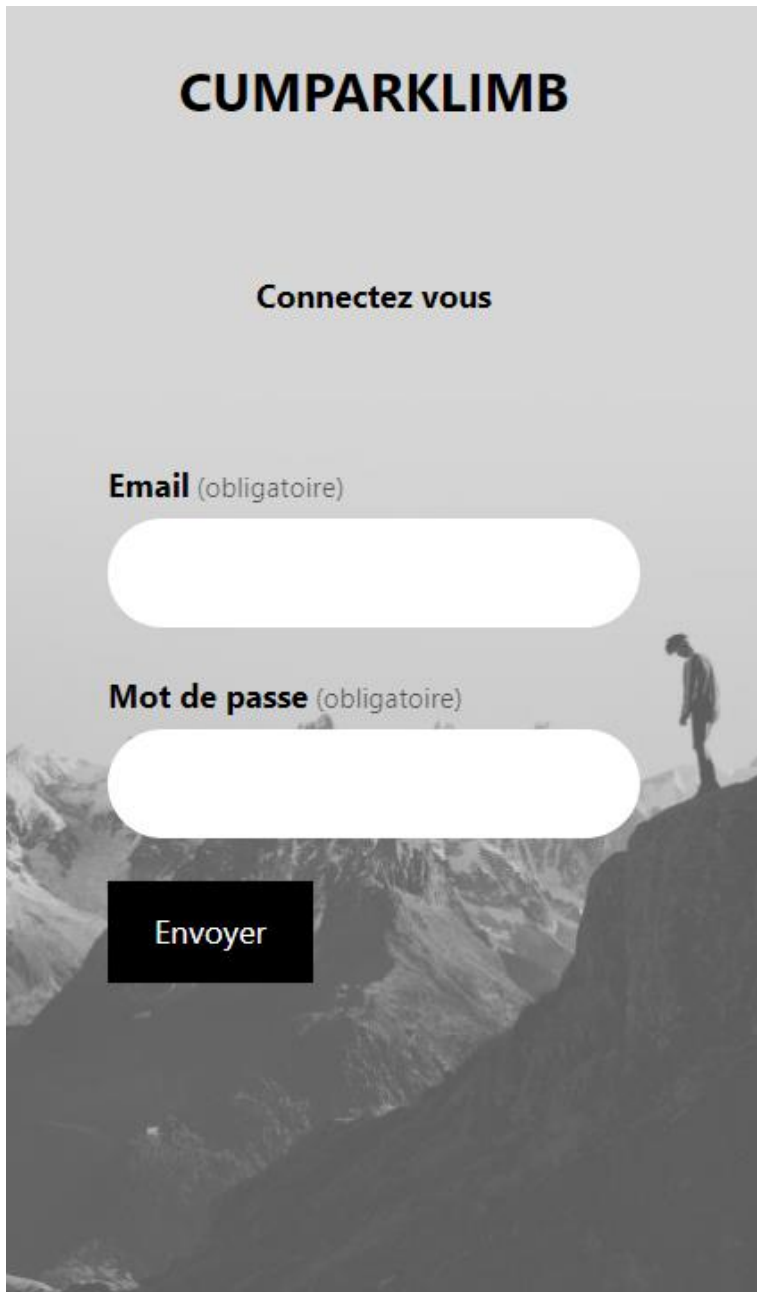 CUMPARKLIMB
Connectez vous
Email (obligatoire)
Mot de passe (obligatoire)
Envoyer